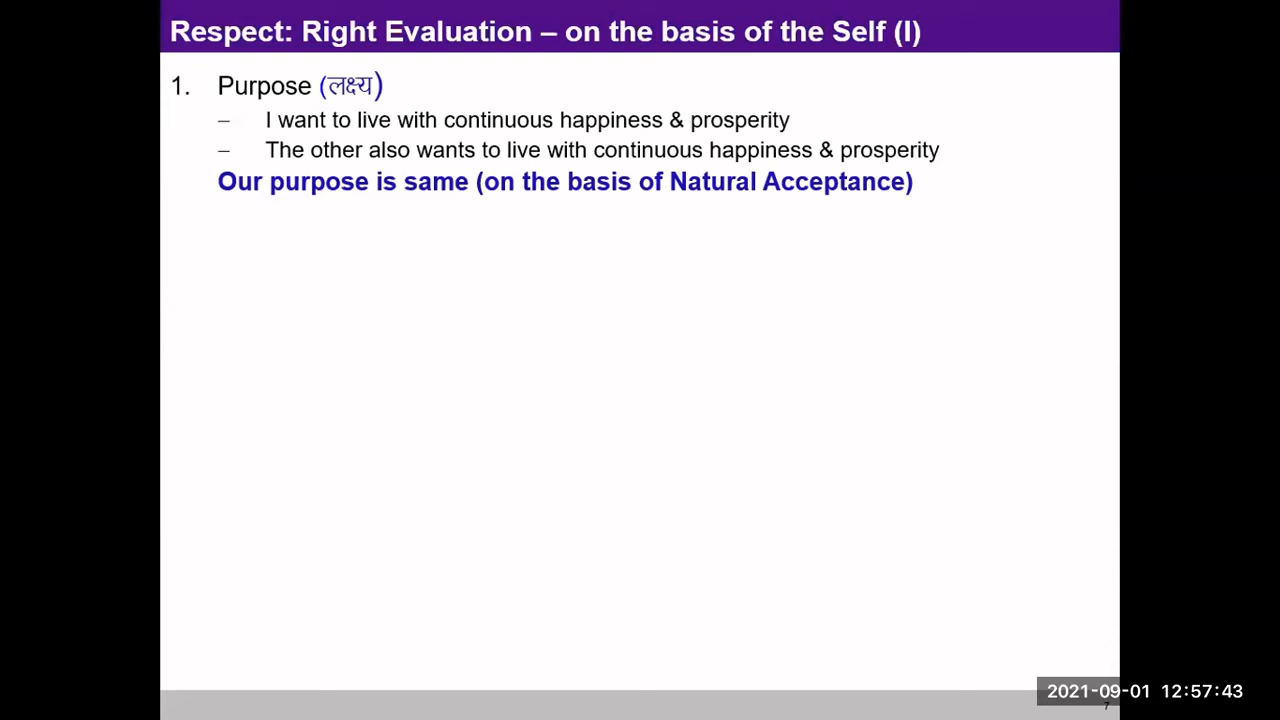 Respect: Right Evaluation – on the basis of the Self (I)
1. Purpose (लक्ष्य)
– I want to live with continuous happiness & prosperity
– The other also wants to live with continuous happiness & prosperity
Our purpose is same (on the basis of Natural Acceptance)
2021-09-01 12:57:43
7